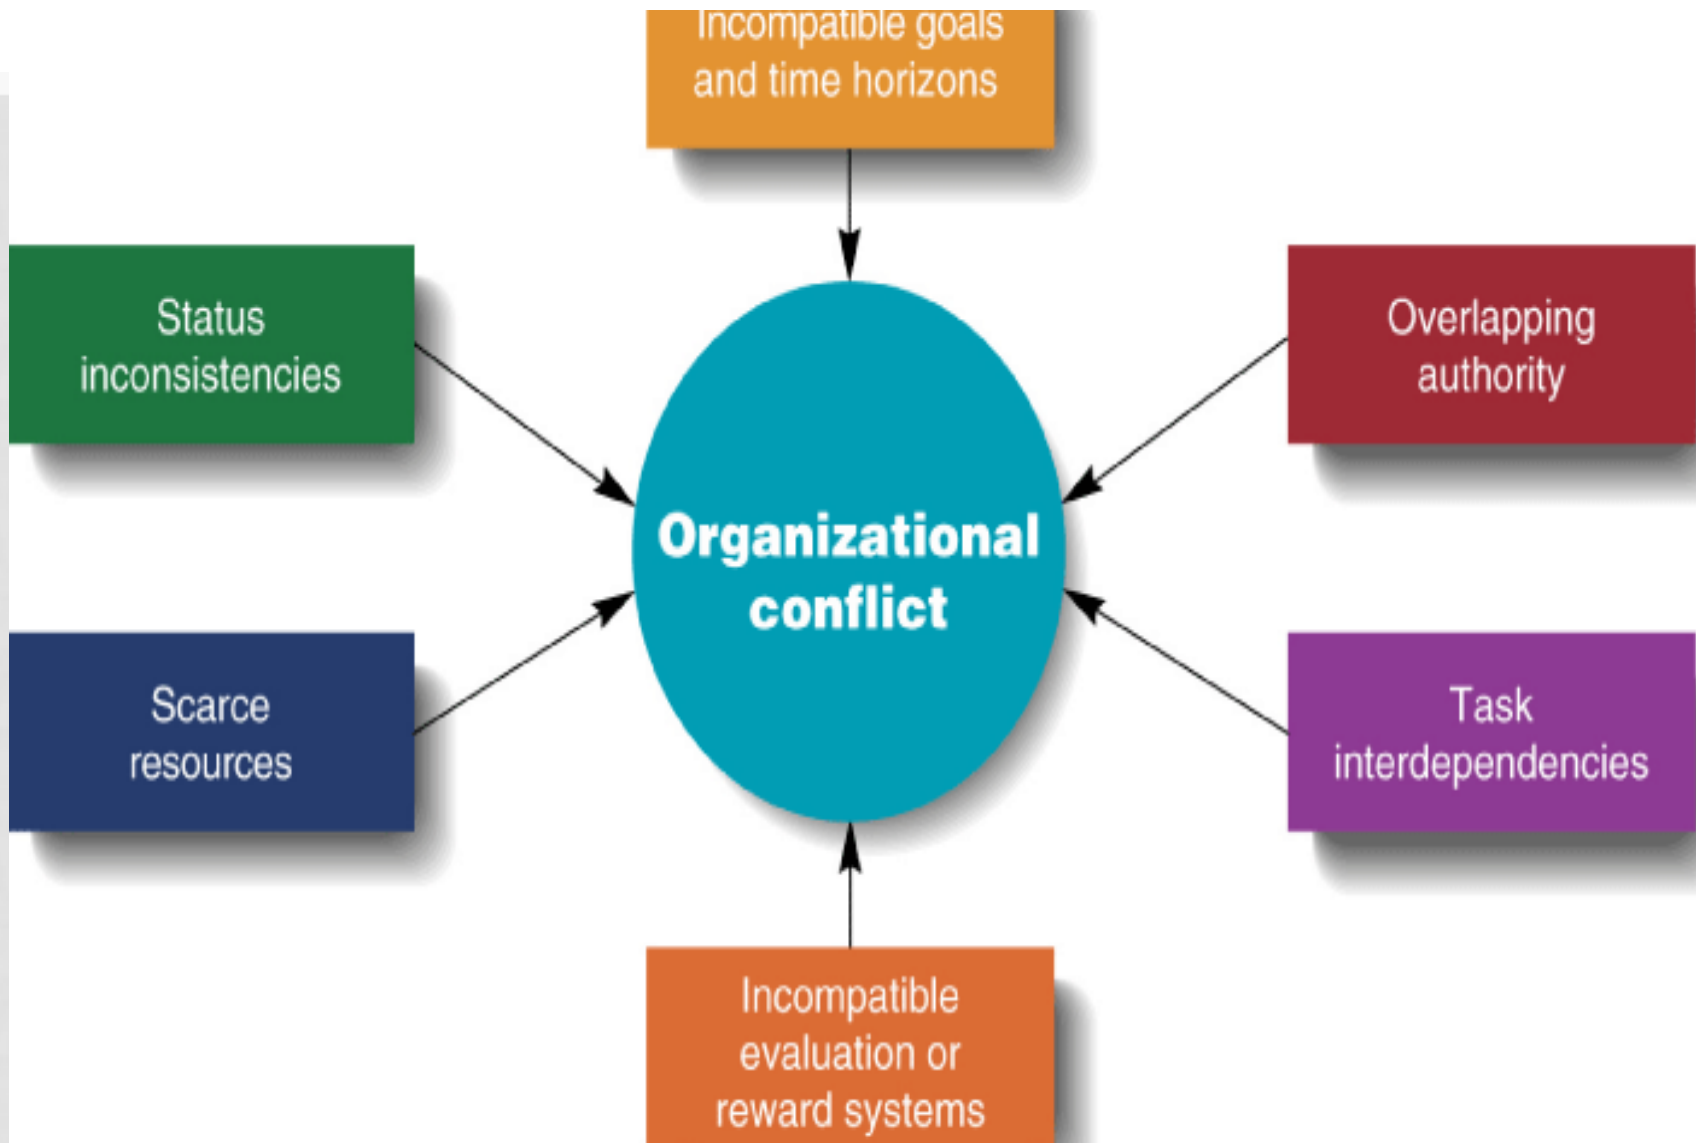 Incompatible goals
and time horizons
Status
inconsistencies
Overlapping
authority
Organizational
conflict
Scarce
resources
Task
interdependencies
Incompatible
evaluation or
reward systems